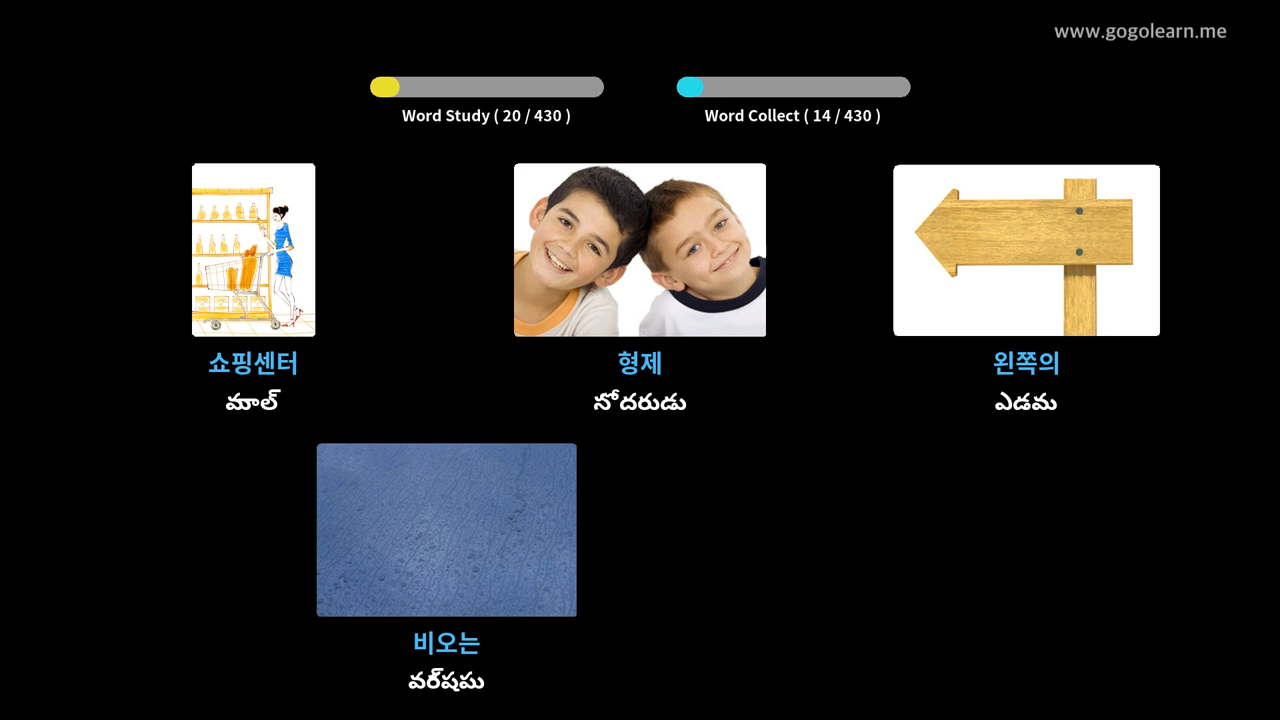 www.gogolearn.me
Word Study ( 20 / 430 )
Word Collect ( 14 / 430 )
쇼핑센터
మాల్
형제
నోదరుడు
왼쪽의
ఎడమ
비오는
వర్‌షపు